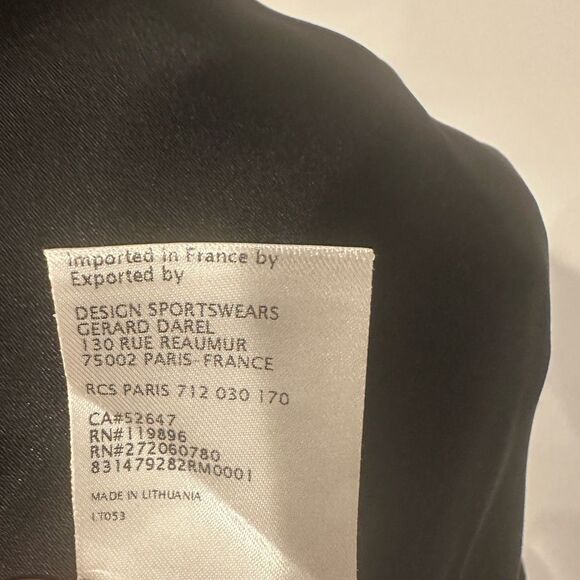 Imported in France by
Exported by
DESIGN SPORTSWEARS
GERARD DAREL
130 RUE REAUMUR
75002 PARIS-FRANCE
RCS PARIS 712 030 170
CA#52647
RN#119896
RN#272060780
831479282RM0001
MADE IN LITHUANIA
LT053